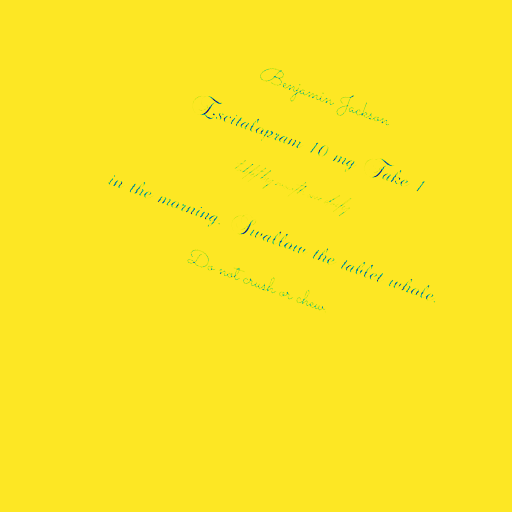 Benjamin Jackson
Escitalopram 10 mg Take 1
in the morning. Swallow the tablet whole.
Do not crush or chew